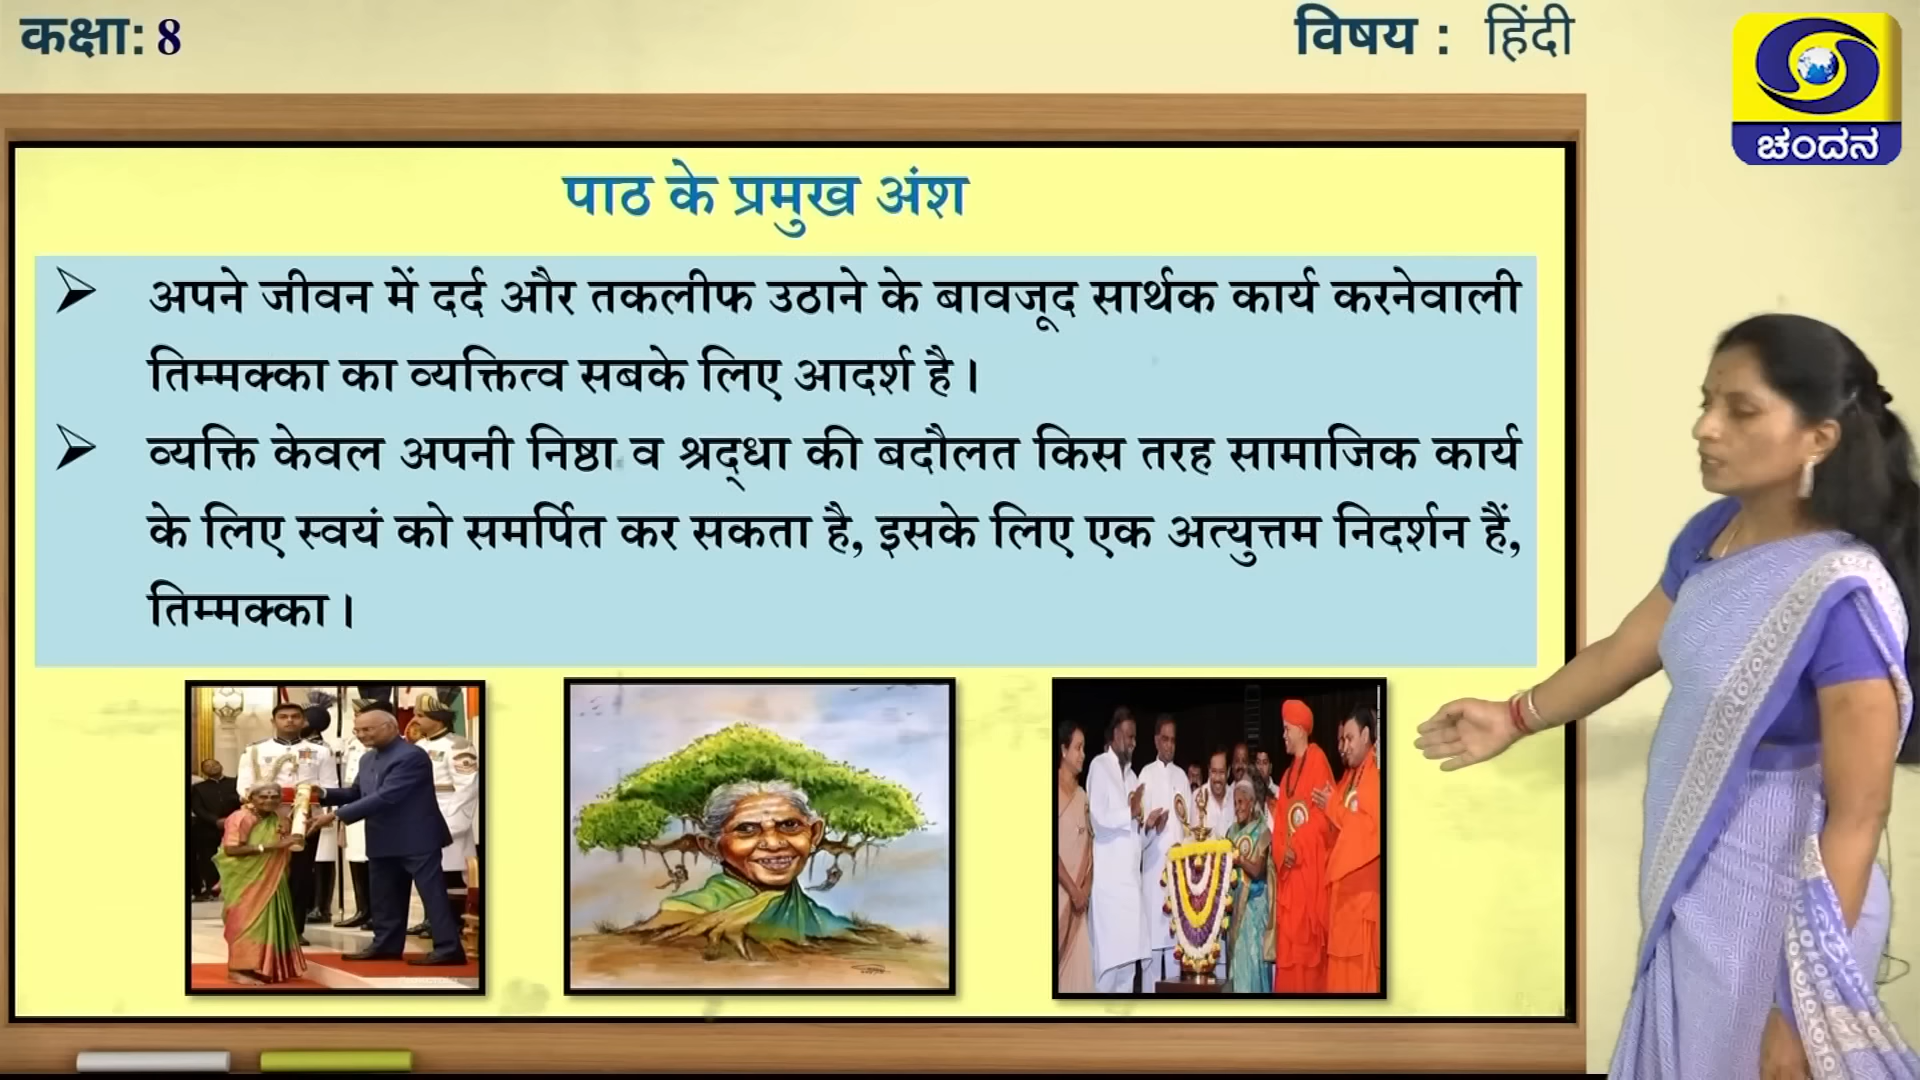 कक्षा: 8
विषय : हिंदी
ಚಂದನ
पाठ के प्रमुख अंश
➢ अपने जीवन में दर्द और तकलीफ उठाने के बावजूद सार्थक कार्य करनेवाली
तिम्मक्का का व्यक्तित्व सबके लिए आदर्श है।
➢ व्यक्ति केवल अपनी निष्ठा व श्रद्‌धा की बदौलत किस तरह सामाजिक कार्य
के लिए स्वयं को समर्पित कर सकता है, इसके लिए एक अत्युत्तम निदर्शन हैं,
तिम्मक्का।